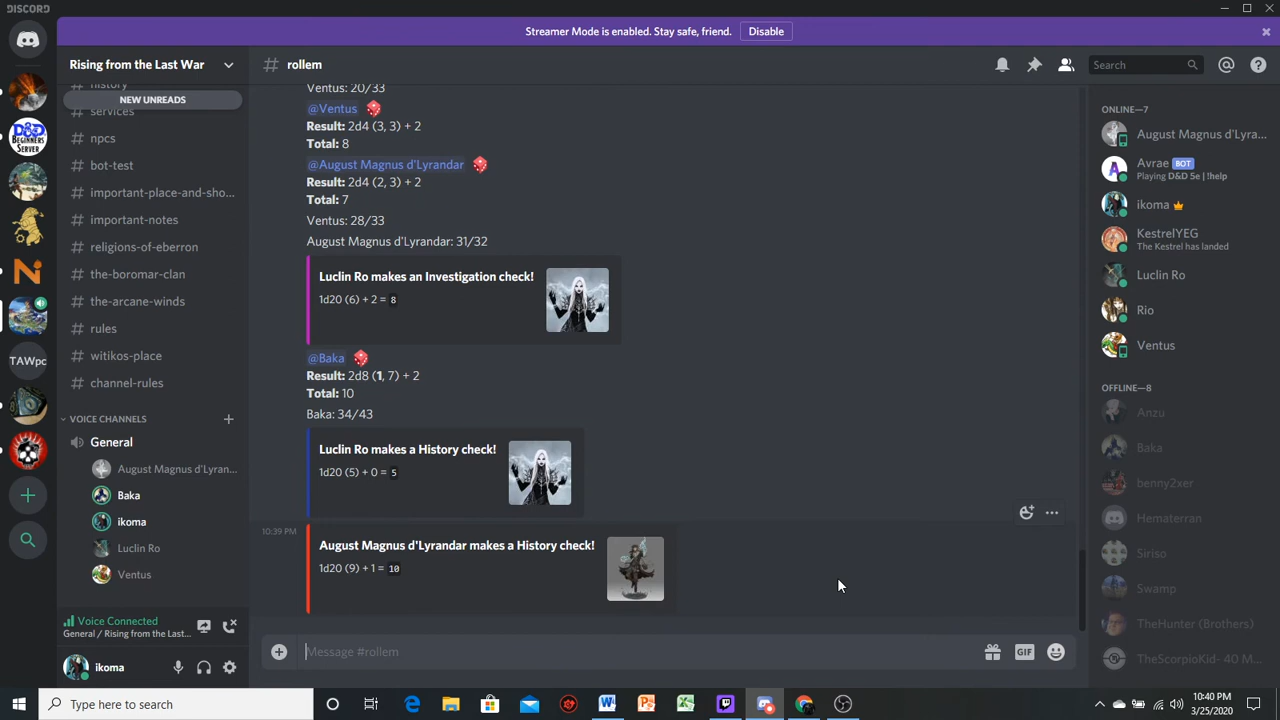 DISCORD
Streamer Mode is enabled. Stay safe, friend.
Disable
Rising from the Last War
# rollem
Search
history
NEW UNREADS
services
# npcs
# bot-test
# important-place-and-sho...
# important-notes
# religions-of-eberron
# the-boromar-clan
# the-arcane-winds
# rules
# witikos-place
# channel-rules
VOICE CHANNELS
General
August Magnus d'Lyran...
Baka
ikoma
Luclin Ro
Ventus
Voice Connected
General / Rising from the Last...
ikoma
TAWpc
Ventus: 20/33
@Ventus
Result: 2d4 (3, 3) + 2
Total: 8
@August Magnus d'Lyrandar
Result: 2d4 (2, 3) + 2
Total: 7
Ventus: 28/33
August Magnus d'Lyrandar: 31/32
Luclin Ro makes an Investigation check!
1d20 (6) + 2 = 8
@Baka
Result: 2d8 (1, 7) + 2
Total: 10
Baka: 34/43
Luclin Ro makes a History check!
1d20 (5) + 0 = 5
10:39 PM
August Magnus d'Lyrandar makes a History check!
1d20 (9) + 1 = 10
Message #rollem
GIF
ONLINE—7
August Magnus d'Lyra...
Avrae BOT
Playing D&D 5e | !help
ikoma
KestrelYEG
The Kestrel has landed
Luclin Ro
Rio
Ventus
OFFLINE—8
Anzu
Baka
benny2xer
Hematerran
Siriso
Swamp
TheHunter (Brothers)
TheScorpioKid- 40 M...
D&D
BEGINNERS
SERVER
Type here to search
10:40 PM
3/25/2020